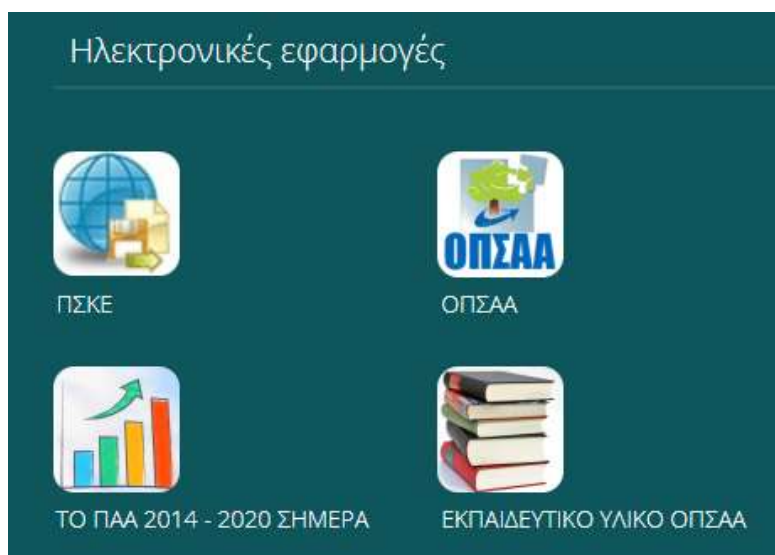 Ηλεκτρονικές εφαρμογές
ΟΠΣΑΑ
ΠΣΚΕ
ΟΠΣΑΑ
ΤΟ ΠΑΑ 2014 - 2020 ΣΗΜΕΡΑ
ΕΚΠΑΙΔΕΥΤΙΚΟ ΥΛΙΚΟ ΟΠΣΑΑ